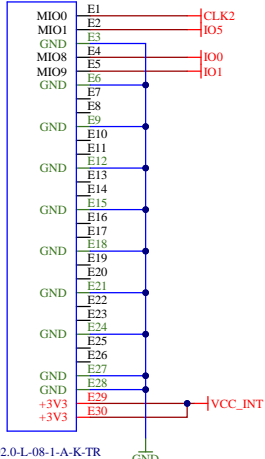 MIO0 E1 CLK2
MIO1 E2 IO5
GND E3
MIO8 E4 IO0
MIO9 E5 IO1
GND E6
E7
E8
GND E9
E10
E11
GND E12
E13
E14
GND E15
E16
E17
GND E18
E19
E20
GND E21
E22
E23
GND E24
E25
E26
GND E27
GND E28
+3V3 E29 VCC_INT
+3V3 E30
2.0-L-08-1-A-K-TR
GND